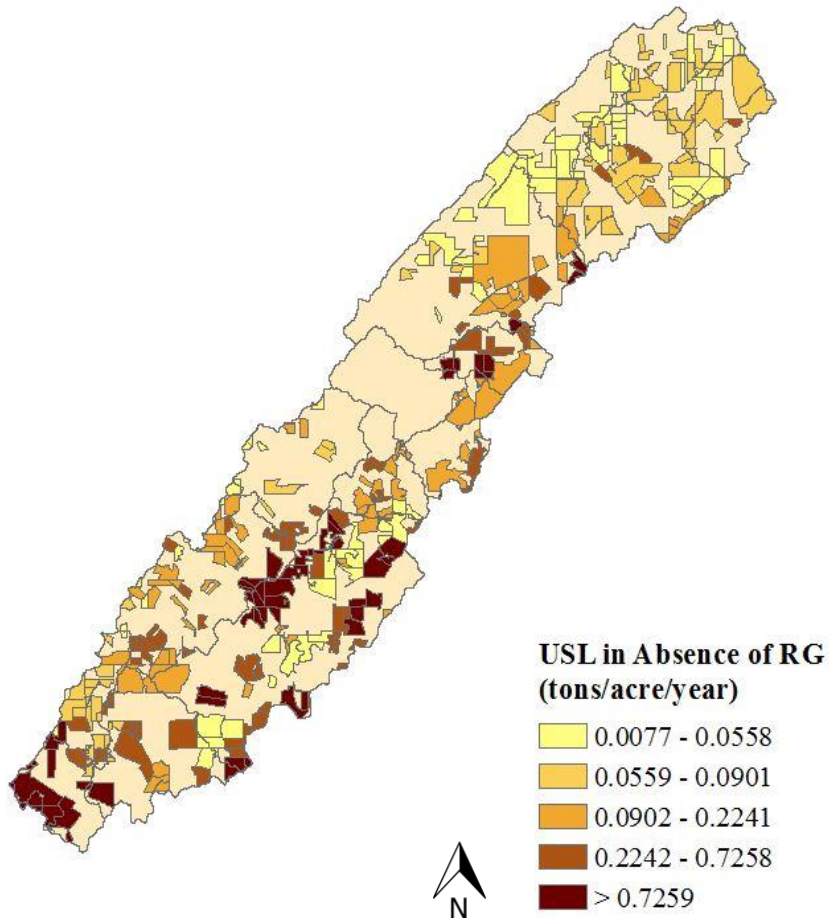 USL in Absence of RG
(tons/acre/year)
0.0077 - 0.0558
0.0559 - 0.0901
0.0902 - 0.2241
0.2242 - 0.7258
> 0.7259
N